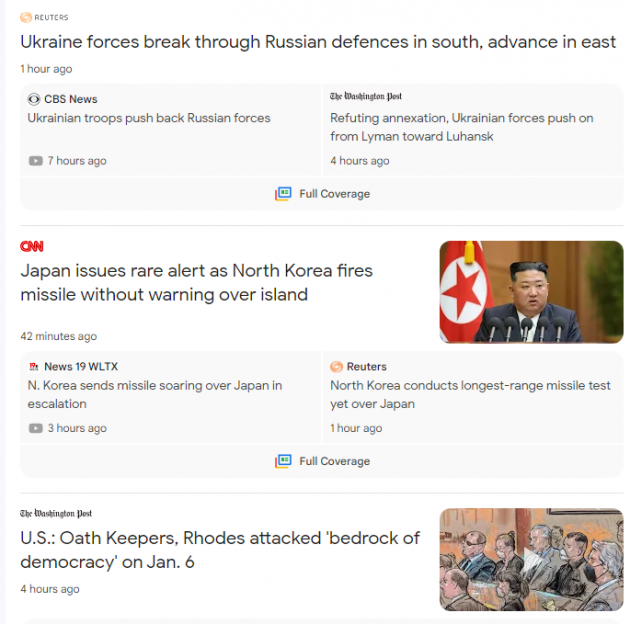 REUTERS
Ukraine forces break through Russian defences in south, advance in east
1 hour ago
CBS News
Ukrainian troops push back Russian forces
7 hours ago
The Washington Post
Refuting annexation, Ukrainian forces push on
from Lyman toward Luhansk
4 hours ago
Full Coverage
CNN
Japan issues rare alert as North Korea fires
missile without warning over island
42 minutes ago
News 19 WLTX
N. Korea sends missile soaring over Japan in
escalation
3 hours ago
Reuters
North Korea conducts longest-range missile test
yet over Japan
1 hour ago
Full Coverage
The Washington Post
U.S.: Oath Keepers, Rhodes attacked 'bedrock of
democracy' on Jan. 6
4 hours ago